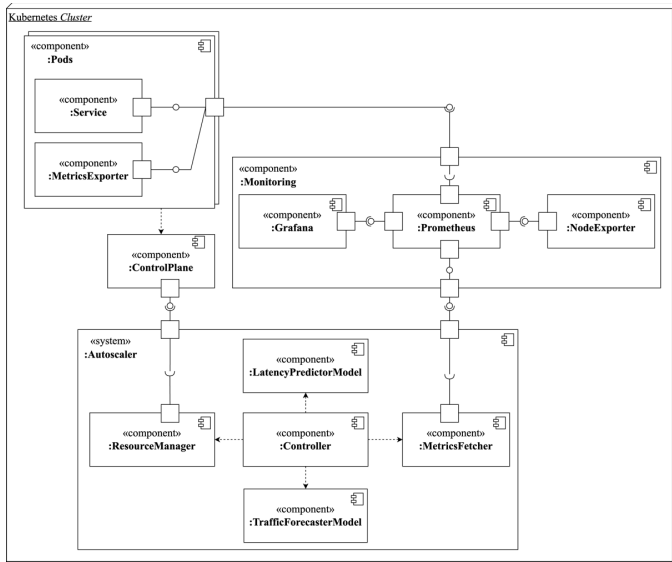 Kubernetes Cluster
«component»
:Pods
«component»
:Service
«component»
:MetricsExporter
«component»
:Monitoring
«component»
:Grafana
«component»
:Prometheus
«component»
:NodeExporter
«component»
:ControlPlane
«system»
:Autoscaler
«component»
:LatencyPredictorModel
«component»
:ResourceManager
«component»
:Controller
«component»
:MetricsFetcher
«component»
:TrafficForecasterModel